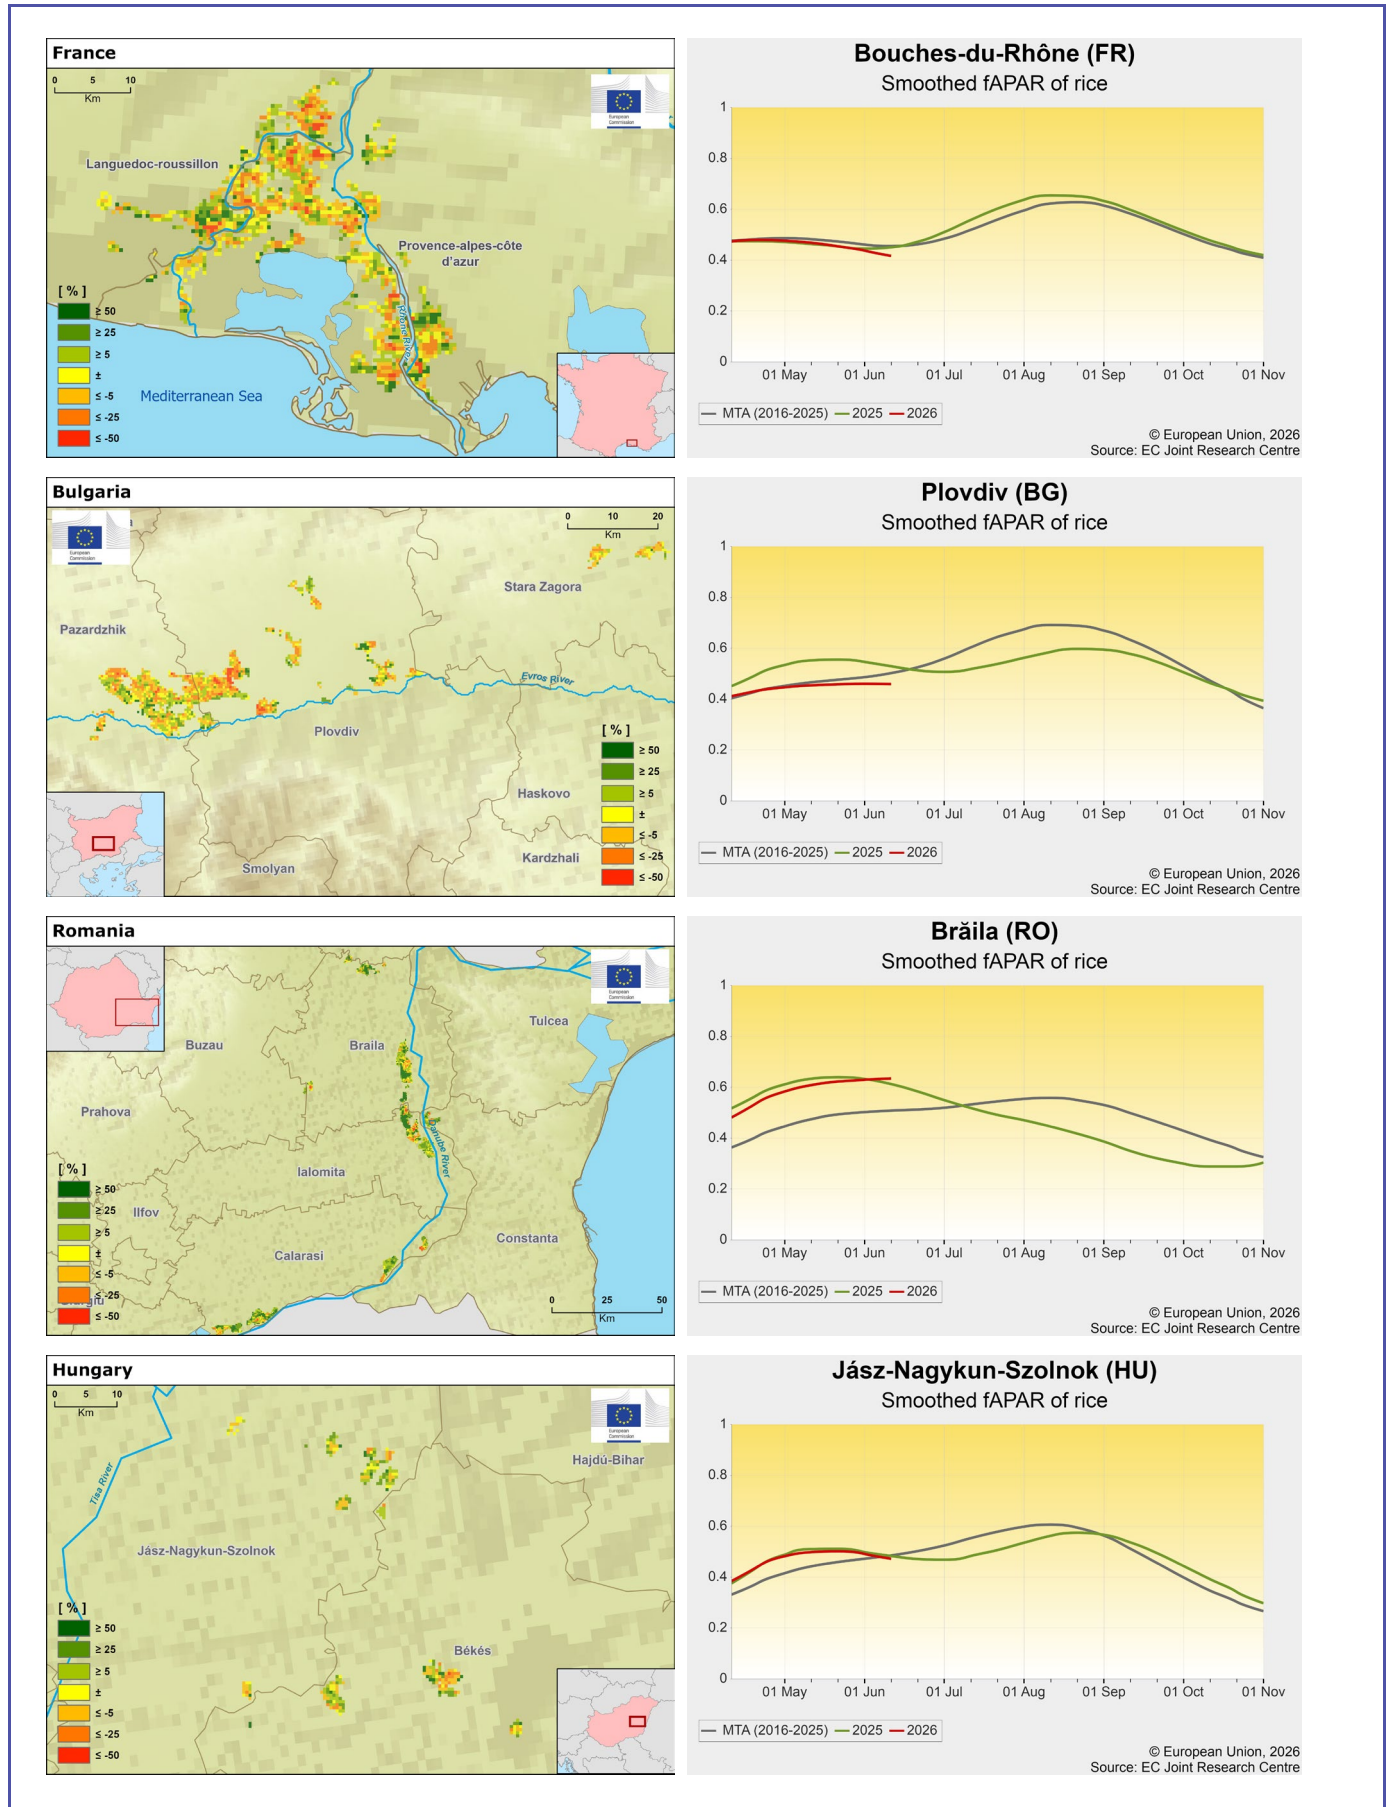 France
0 5 10
Km
European
Commission
Languedoc-roussillon
Provence-alpes-côte
d'azur
Rhône River
Mediterranean Sea
[ % ]
≥ 50
≥ 25
≥ 5
±
≤ -5
≤ -25
≤ -50
Bouches-du-Rhône (FR)
Smoothed fAPAR of rice
1
0.8
0.6
0.4
0.2
0
01 May 01 Jun 01 Jul 01 Aug 01 Sep 01 Oct 01 Nov
MTA (2016-2025) 2025 2026
© European Union, 2026
Source: EC Joint Research Centre
Bulgaria
European
Commission
0 10 20
Km
Stara Zagora
Pazardzhik
Evros River
Plovdiv
Haskovo
Kardzhali
Smolyan
[ % ]
≥ 50
≥ 25
≥ 5
±
≤ -5
≤ -25
≤ -50
Plovdiv (BG)
Smoothed fAPAR of rice
1
0.8
0.6
0.4
0.2
0
01 May 01 Jun 01 Jul 01 Aug 01 Sep 01 Oct 01 Nov
MTA (2016-2025) 2025 2026
© European Union, 2026
Source: EC Joint Research Centre
Romania
European
Commission
Tulcea
Buzau
Braila
Prahova
Danube River
Ialomita
Ilfov
Calarasi
Constanta
[ % ]
≥ 50
≥ 25
≥ 5
±
≤ -5
≤ -25
≤ -50
0 25 50
Km
Brăila (RO)
Smoothed fAPAR of rice
1
0.8
0.6
0.4
0.2
0
01 May 01 Jun 01 Jul 01 Aug 01 Sep 01 Oct 01 Nov
MTA (2016-2025) 2025 2026
© European Union, 2026
Source: EC Joint Research Centre
Hungary
0 5 10
Km
European
Commission
Hajdú-Bihar
Tisa River
Jász-Nagykun-Szolnok
Békés
[ % ]
≥ 50
≥ 25
≥ 5
±
≤ -5
≤ -25
≤ -50
Jász-Nagykun-Szolnok (HU)
Smoothed fAPAR of rice
1
0.8
0.6
0.4
0.2
0
01 May 01 Jun 01 Jul 01 Aug 01 Sep 01 Oct 01 Nov
MTA (2016-2025) 2025 2026
© European Union, 2026
Source: EC Joint Research Centre